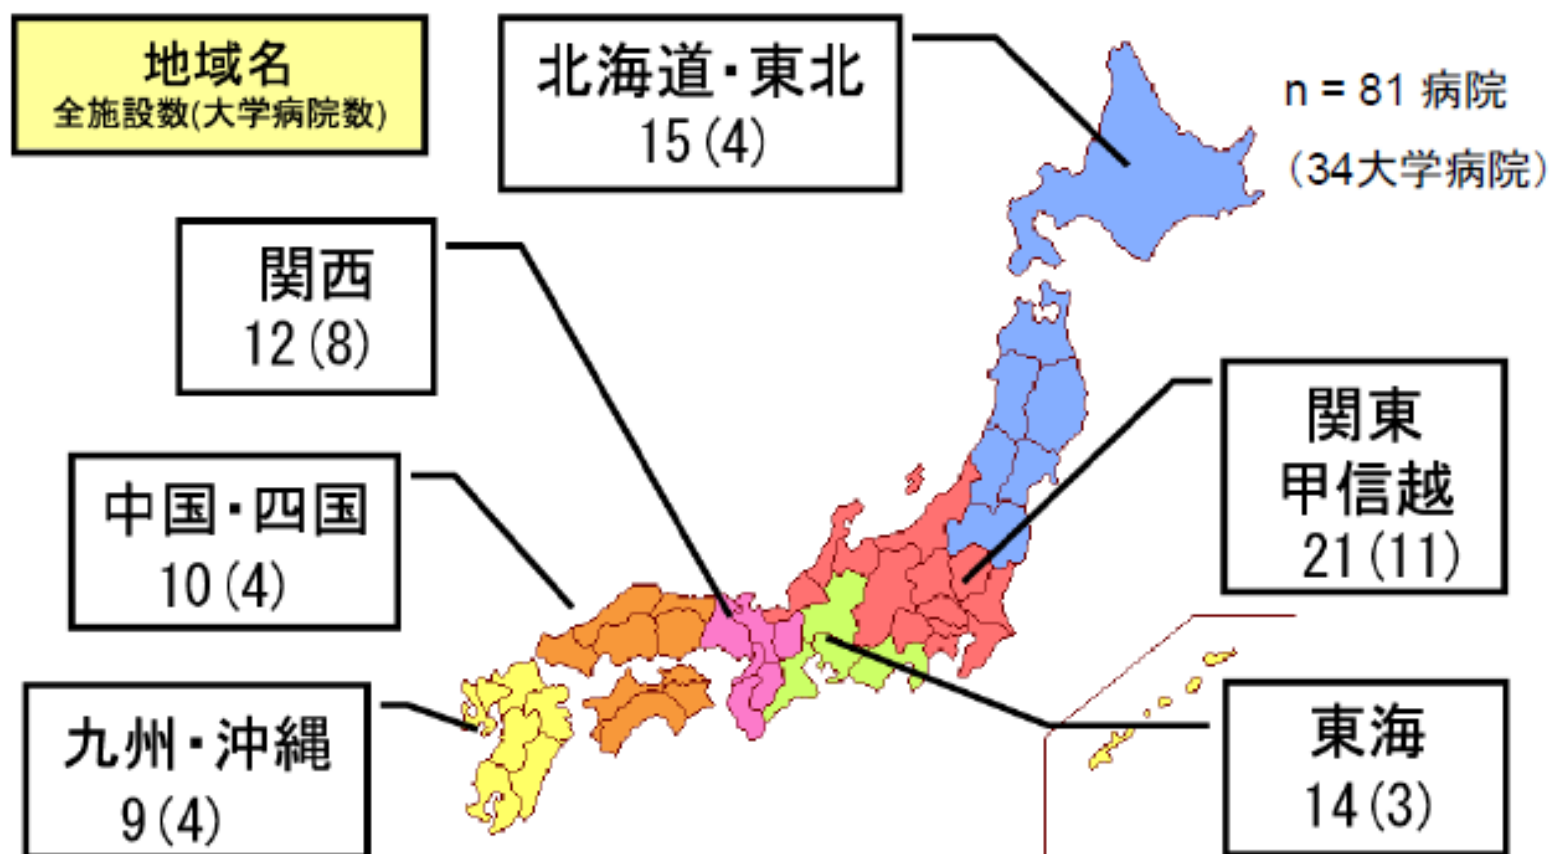 地域名
全施設数(大学病院数)
北海道・東北
15(4)
n = 81 病院
（34大学病院）
関西
12(8)
関東
甲信越
21(11)
中国・四国
10(4)
九州・沖縄
9(4)
東海
14(3)